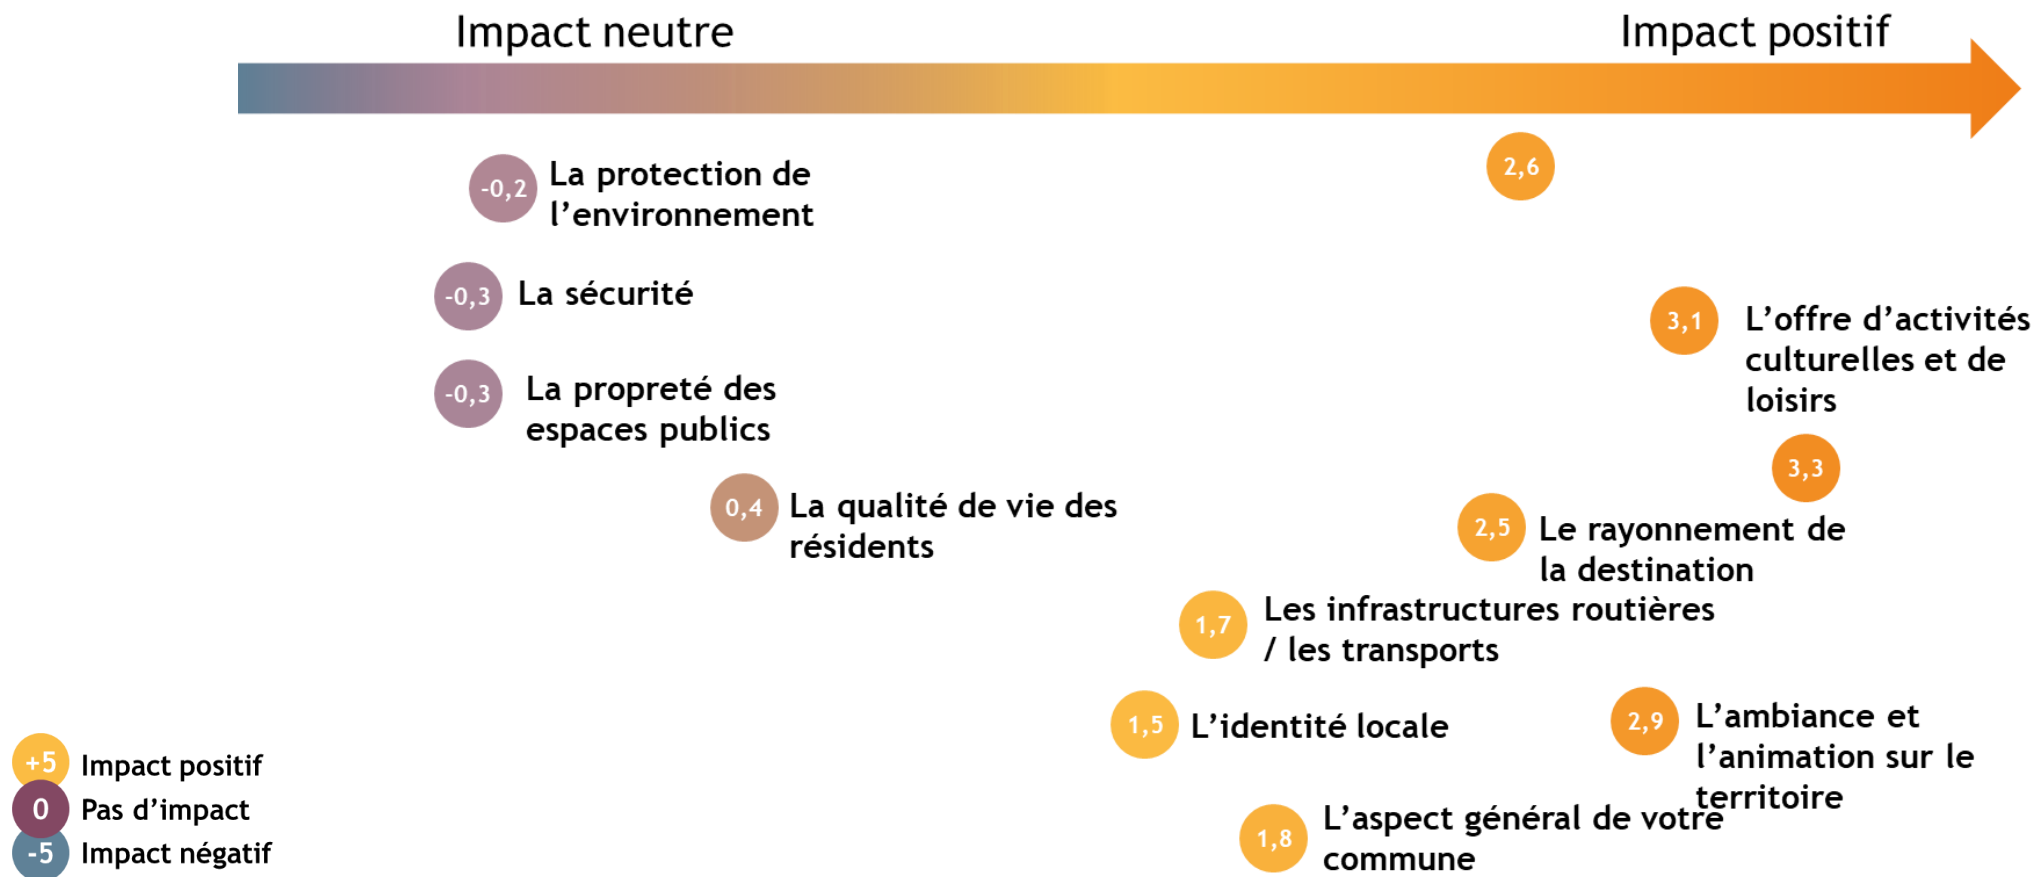 Impact neutre
Impact positif
2,6
-0,2
La protection de
l’environnement
-0,3
La sécurité
3,1
L’offre d’activités
culturelles et de
loisirs
-0,3
La propreté des
espaces publics
3,3
0,4
La qualité de vie des
résidents
2,5
Le rayonnement de
la destination
1,7
Les infrastructures routières
/ les transports
1,5
L’identité locale
2,9
L’ambiance et
l’animation sur le
territoire
1,8
L’aspect général de votre
commune
+5
Impact positif
0
Pas d’impact
-5
Impact négatif